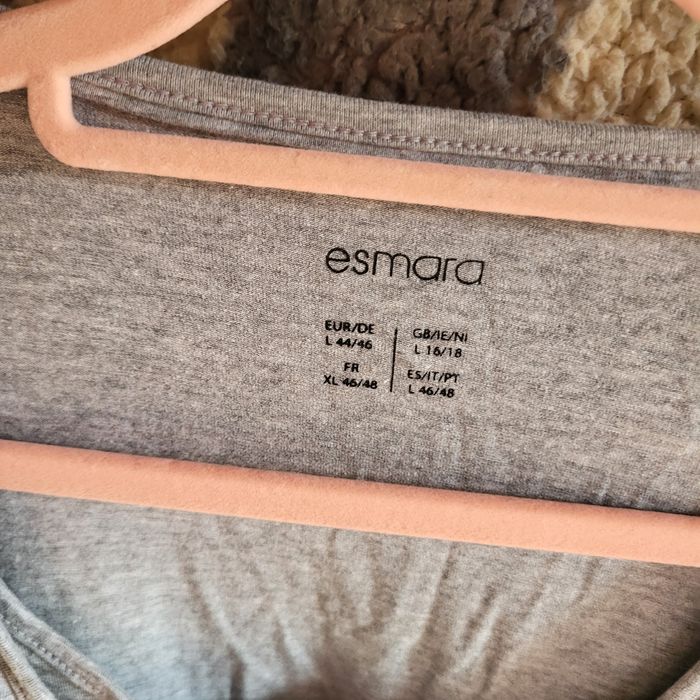 esmara
EUR/DE
L 44/46
FR
XL 46/48
GB/IE/NI
L 16/18
ES/IT/PT
L 46/48